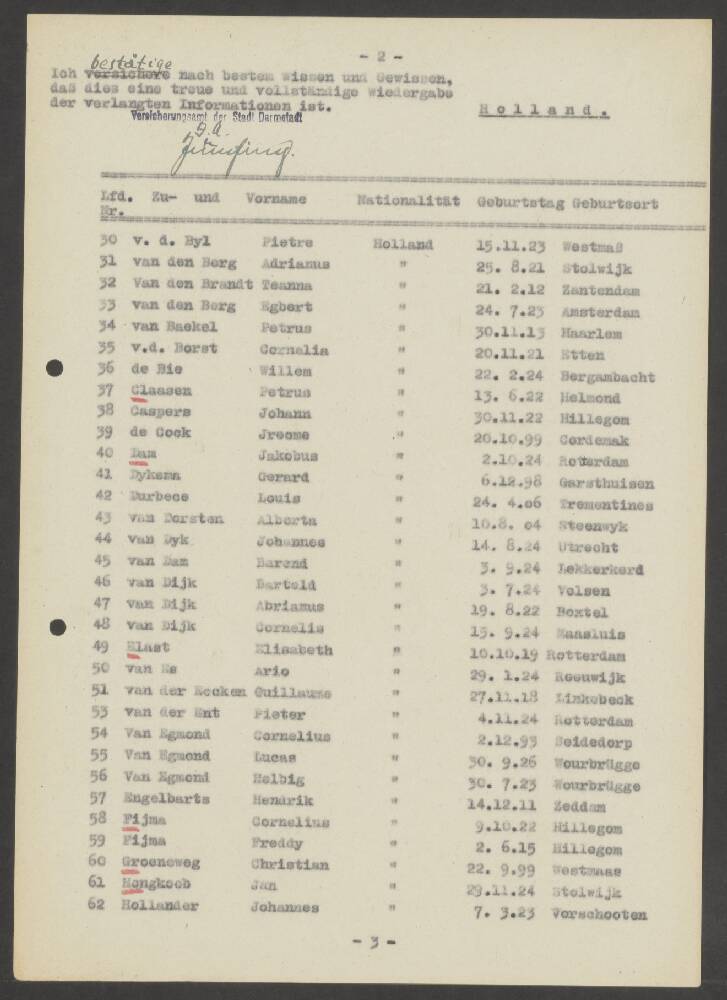 - 2 -
bestätige
Ich versichere nach bestem wissen und Gewissen,
daß dies eine treue und vollständige wiedergabe
der verlangten Informationen ist.
Holland.
Versicherungsamt der Stadt Darmstadt
Lfd. Zu- und Vorname Nationalität Geburtstag Geburtsort
Nr.
30 v. d. Byl Pietre Holland 15.11.23 Westmaß
31 van den Berg Adrianus " 25. 8.21 Stolwijk
32 Van den Brandt Teanna " 21. 2.12 Zantendam
33 van den Borg Egbert " 24. 7.23 Amsterdam
34 van Baekel Petrus " 30.11.13 Haarlem
35 v.d. Borst Cornelia " 20.11.21 Etten
36 de Bie Willem " 22. 2.24 Bergambacht
37 Claasen Petrus " 13. 6.22 Helmond
38 Caspers Johann " 30.11.22 Hillegom
39 de Cock Jreome " 20.10.99 Cordemak
40 Dam Jakobus " 2.10.24 Rotterdam
41 Dyksma Gerard " 6.12.98 Garsthuisen
42 Durbece Louis " 24. 4.06 Trementines
43 van Dorsten Alberta " 10.8. 04 Steenwyk
44 van Dyk Johannes " 14. 8.24 Utrecht
45 van Dam Barend " 3. 9.24 Lekkerkerd
46 van Dijk Bartold " 3. 7.24 Velsen
47 van Dijk Abrianus " 19. 8.22 Boxtel
48 van Dijk Cornelis " 15. 9.24 Maasluis
49 Elast Elisabeth " 10.10.19 Rotterdam
50 van Es Ario " 29. 1.24 Reeuwijk
51 van der Eecken Guillaume " 27.11.18 Linkebeck
53 van der Ent Pieter " 4.11.24 Rotterdam
54 Van Egmond Cornelius " 2.12.93 Seidedorp
55 Van Egmond Lucas " 30. 9.26 Wourbrügge
56 Van Egmond Helbig " 30. 7.23 Wourbrügge
57 Engelbarts Hendrik " 14.12.11 Zeddam
58 Fijma Cornelius " 9.10.22 Hillegom
59 Fijma Freddy " 2. 6.15 Hillegom
60 Groeneweg Christian " 22. 9.99 Westmaas
61 Hongkoob Jan " 29.11.24 Stolwijk
62 Hollander Johannes " 7. 3.23 Vorschooten
- 3 -